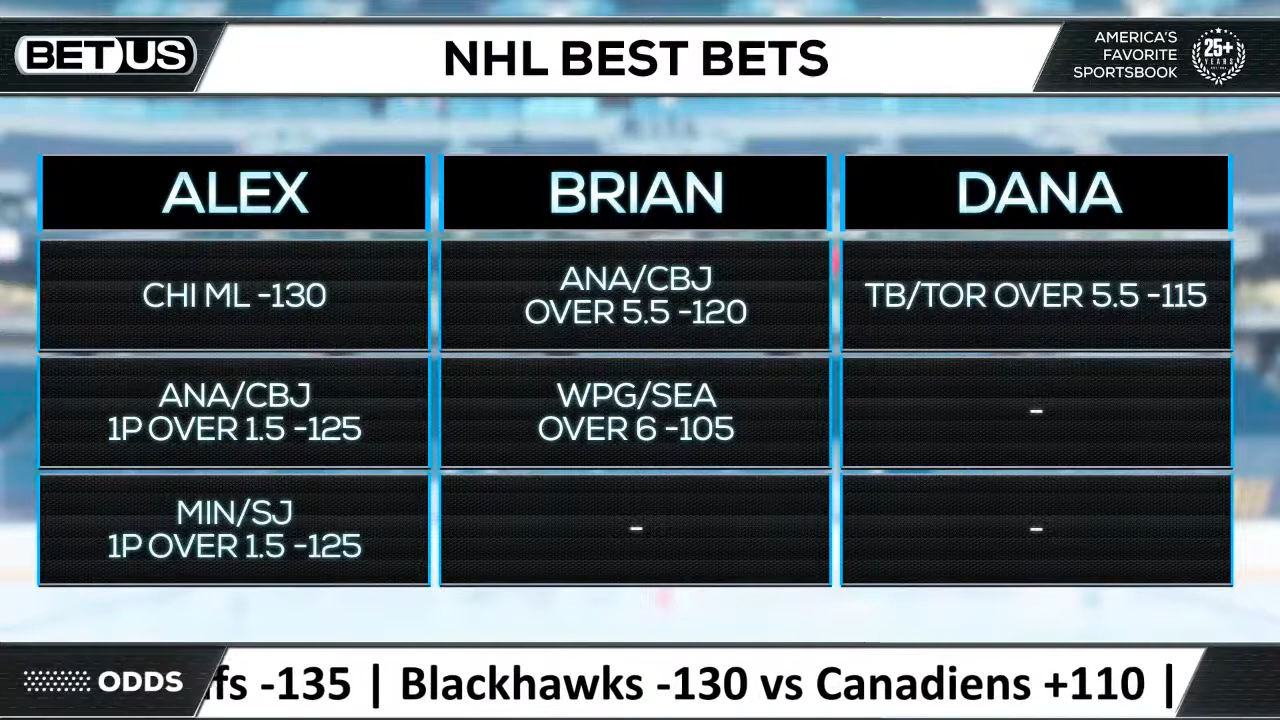 BETUS
NHL BEST BETS
AMERICA'S
FAVORITE
SPORTSBOOK
25+
YEARS
ALEX
BRIAN
DANA
CHI ML -130
ANA/CBJ
OVER 5.5 -120
TB/TOR OVER 5.5 -115
ANA/CBJ
1P OVER 1.5 -125
WPG/SEA
OVER 6 -105
-
MIN/SJ
1P OVER 1.5 -125
-
-
ODDS
fs -135 | Blackhawks -130 vs Canadiens +110 |